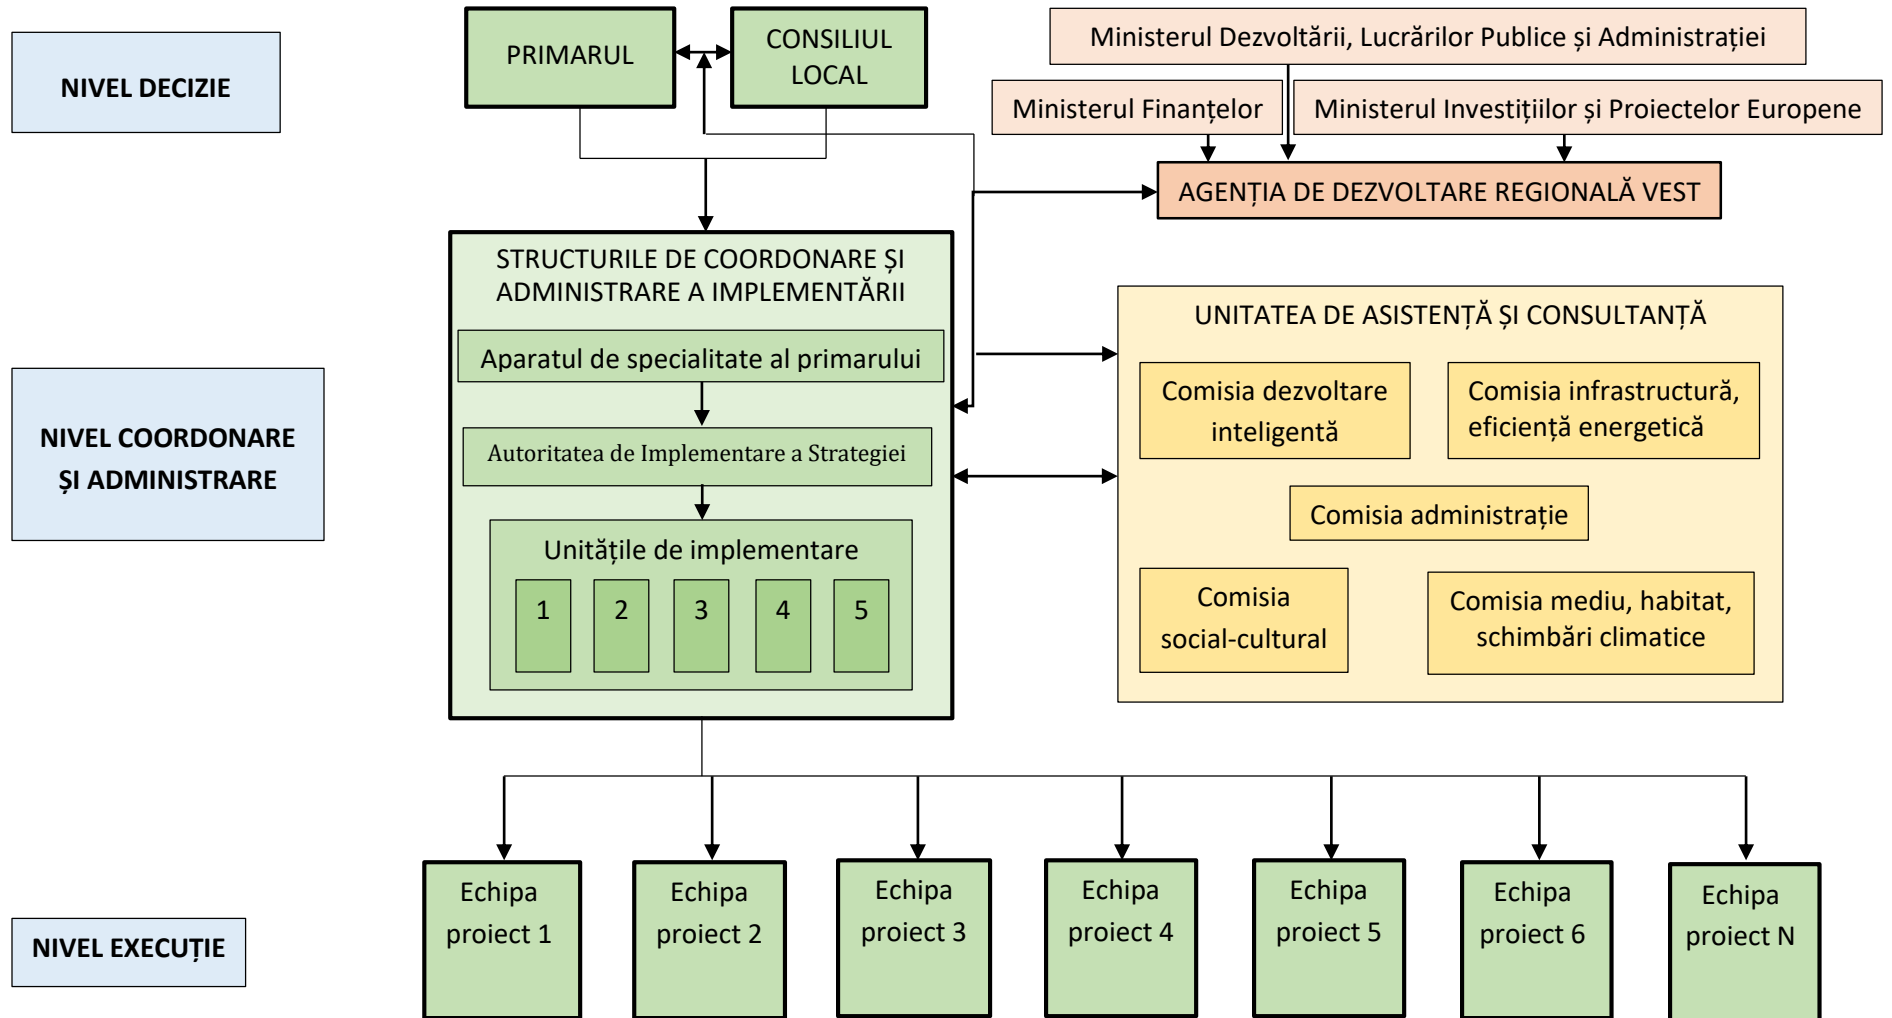 NIVEL DECIZIE
PRIMARUL
CONSILIUL
LOCAL
Ministerul Dezvoltării, Lucrărilor Publice și Administrației
Ministerul Finanțelor
Ministerul Investițiilor și Proiectelor Europene
AGENȚIA DE DEZVOLTARE REGIONALĂ VEST
NIVEL COORDONARE
ȘI ADMINISTRARE
STRUCTURILE DE COORDONARE ȘI
ADMINISTRARE A IMPLEMENTĂRII
Aparatul de specialitate al primarului
Autoritatea de Implementare a Strategiei
Unitățile de implementare
1
2
3
4
5
UNITATEA DE ASISTENȚĂ ȘI CONSULTANȚĂ
Comisia dezvoltare
inteligentă
Comisia infrastructură,
eficiență energetică
Comisia administrație
Comisia
social-cultural
Comisia mediu, habitat,
schimbări climatice
NIVEL EXECUȚIE
Echipa
proiect 1
Echipa
proiect 2
Echipa
proiect 3
Echipa
proiect 4
Echipa
proiect 5
Echipa
proiect 6
Echipa
proiect N